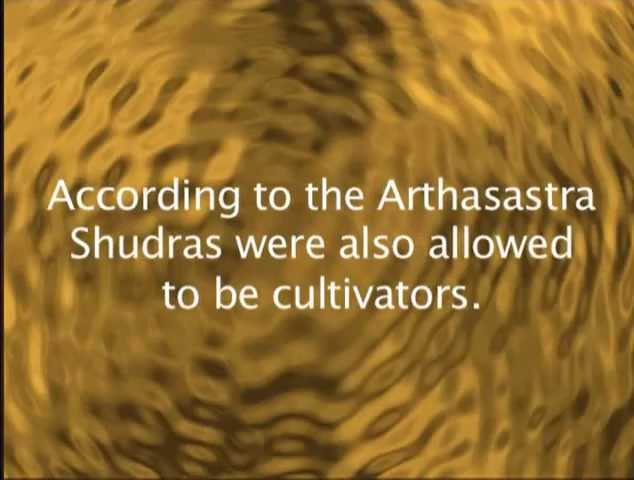 According to the Arthasastra
Shudras were also allowed
to be cultivators.